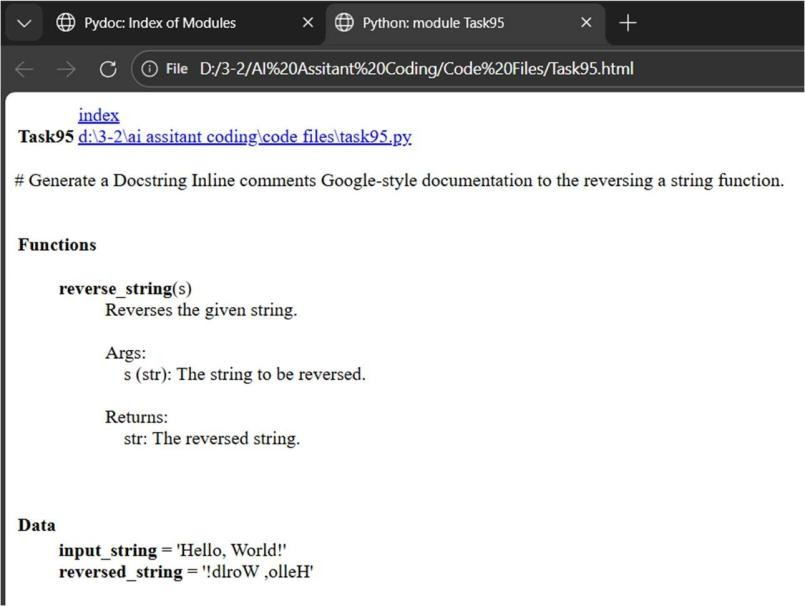 Pydoc: Index of Modules
Python: module Task95
File D:/3-2/AI%20Assitant%20Coding/Code%20Files/Task95.html
index
Task95 d:\3-2\ai assitant coding\code files\task95.py
# Generate a Docstring Inline comments Google-style documentation to the reversing a string function.
Functions
reverse_string(s)
Reverses the given string.
Args:
s (str): The string to be reversed.
Returns:
str: The reversed string.
Data
input_string = 'Hello, World!'
reversed_string = '!dlroW ,olleH'